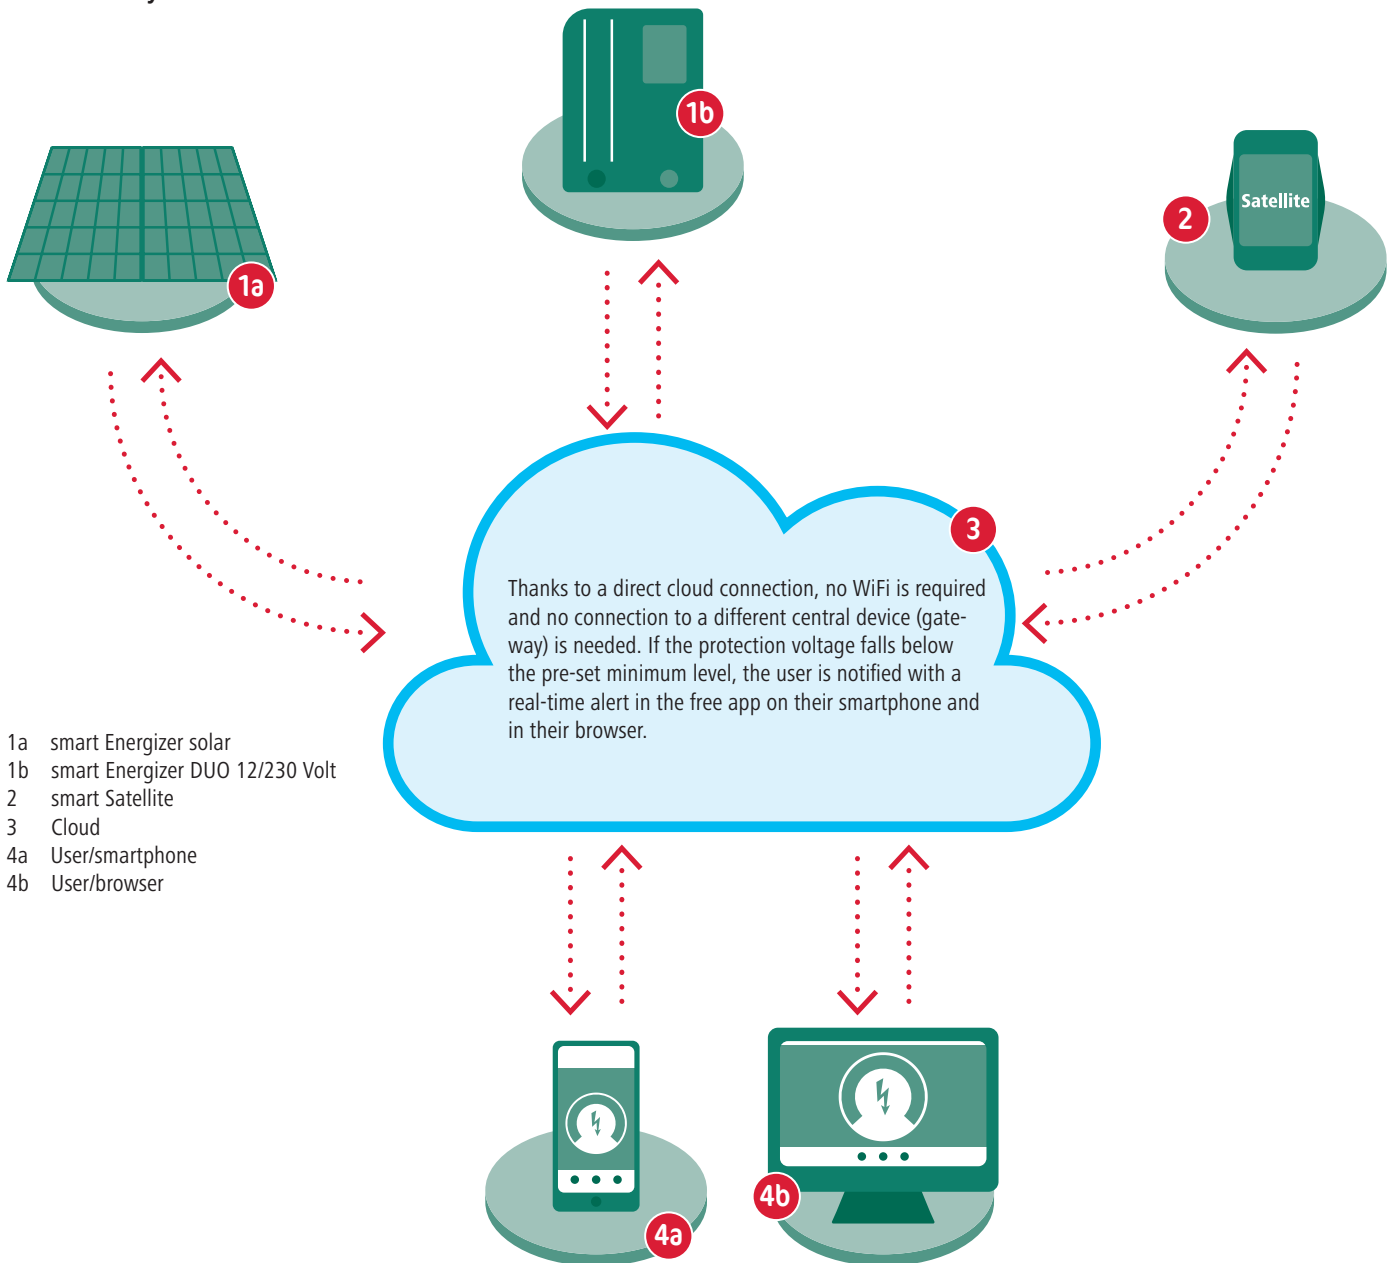 1b
Satellite
2
1a
3
Thanks to a direct cloud connection, no WiFi is required
and no connection to a different central device (gate-
way) is needed. If the protection voltage falls below
the pre-set minimum level, the user is notified with a
real-time alert in the free app on their smartphone and
in their browser.
1a smart Energizer solar
1b smart Energizer DUO 12/230 Volt
2 smart Satellite
3 Cloud
4a User/smartphone
4b User/browser
4b
4a